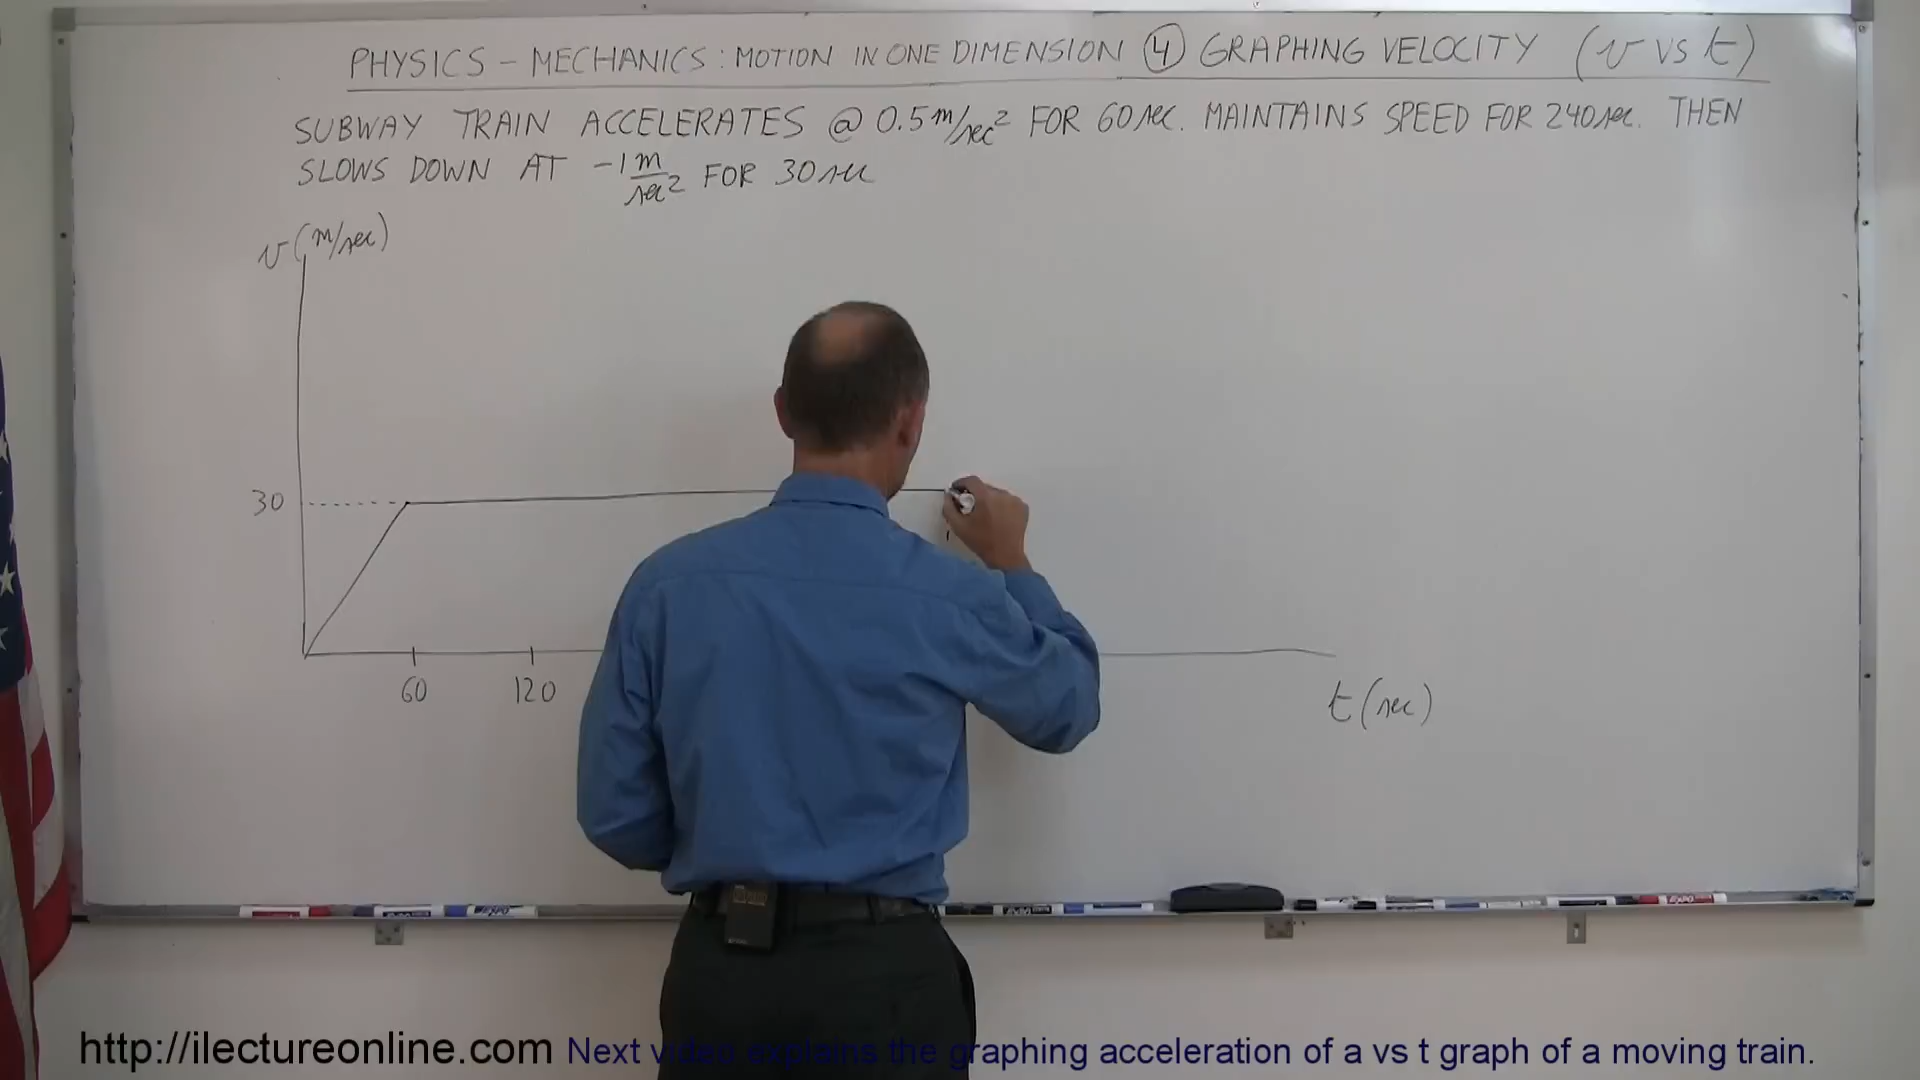 PHYSICS - MECHANICS: MOTION IN ONE DIMENSION ④ GRAPHING VELOCITY (v vs t)
SUBWAY TRAIN ACCELERATES @ 0.5 m/sec² FOR 60 sec. MAINTAINS SPEED FOR 240 sec. THEN
SLOWS DOWN AT -1 m/sec² FOR 30 sec
v (m/sec)
30
60 120
t (sec)
http://ilectureonline.com Next video explains the graphing acceleration of a vs t graph of a moving train.